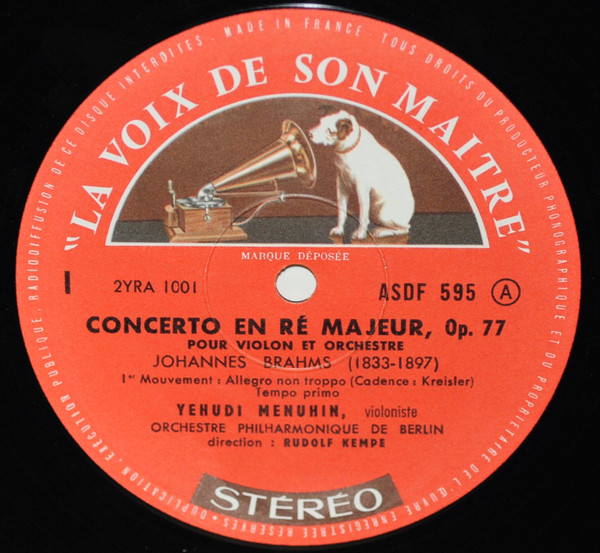 MADE IN FRANCE TOUS DROITS DU PRODUCTEUR PHONOGRAPHIQUE ET DU PROPRIÉTAIRE DE L'ŒUVRE ENREGISTRÉE RÉSERVÉS • DUPLICATION, EXÉCUTION PUBLIQUE, RADIODIFFUSION DE CE DISQUE INTERDITES.
"LA VOIX DE SON MAITRE"
MARQUE DÉPOSÉE
I 2YRA 1001 ASDF 595 A
CONCERTO EN RÉ MAJEUR, Op. 77
POUR VIOLON ET ORCHESTRE
JOHANNES BRAHMS (1833-1897)
1er Mouvement : Allegro non troppo (Cadence : Kreisler)
Tempo primo
YEHUDI MENUHIN, violoniste
ORCHESTRE PHILHARMONIQUE DE BERLIN
direction : RUDOLF KEMPE
STÉRÉO